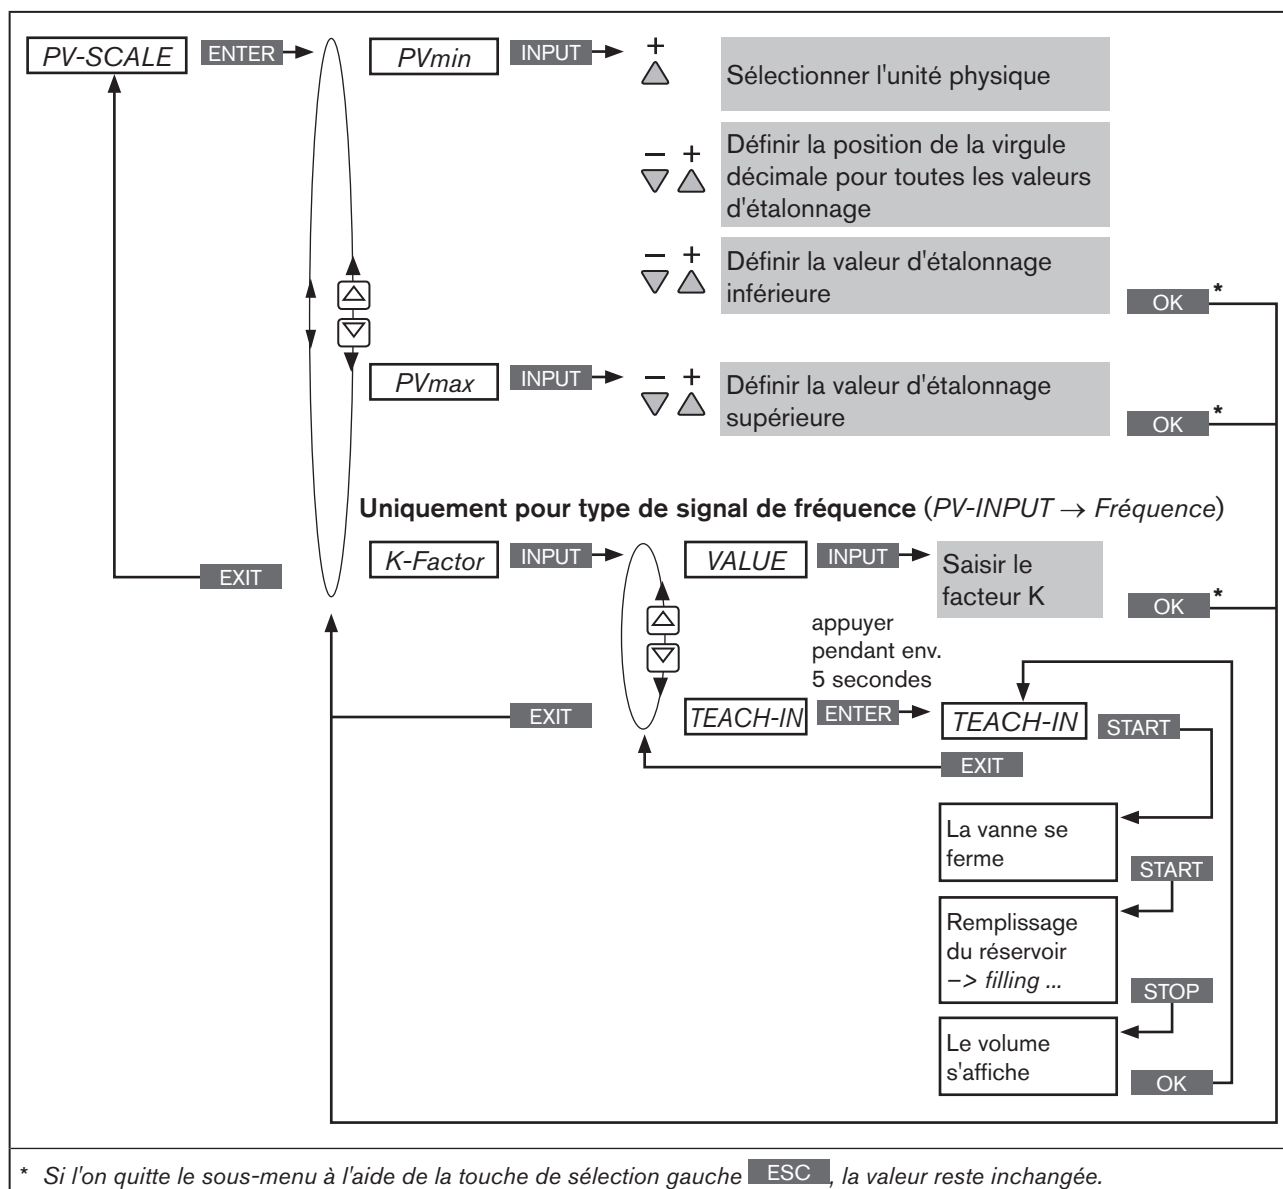 PV-SCALE ENTER PVmin INPUT +
Sélectionner l'unité physique
– +
Définir la position de la virgule
décimale pour toutes les valeurs
d'étalonnage
– +
Définir la valeur d'étalonnage
inférieure
OK *
PVmax INPUT – +
Définir la valeur d'étalonnage
supérieure
OK *
Uniquement pour type de signal de fréquence (PV-INPUT → Fréquence)
K-Factor INPUT VALUE INPUT
Saisir le
facteur K
OK *
EXIT
appuyer
pendant env.
5 secondes
EXIT TEACH-IN ENTER TEACH-IN START
EXIT
La vanne se
ferme
START
Remplissage
du réservoir
–> filling ...
STOP
Le volume
s'affiche
OK
* Si l'on quitte le sous-menu à l'aide de la touche de sélection gauche ESC , la valeur reste inchangée.